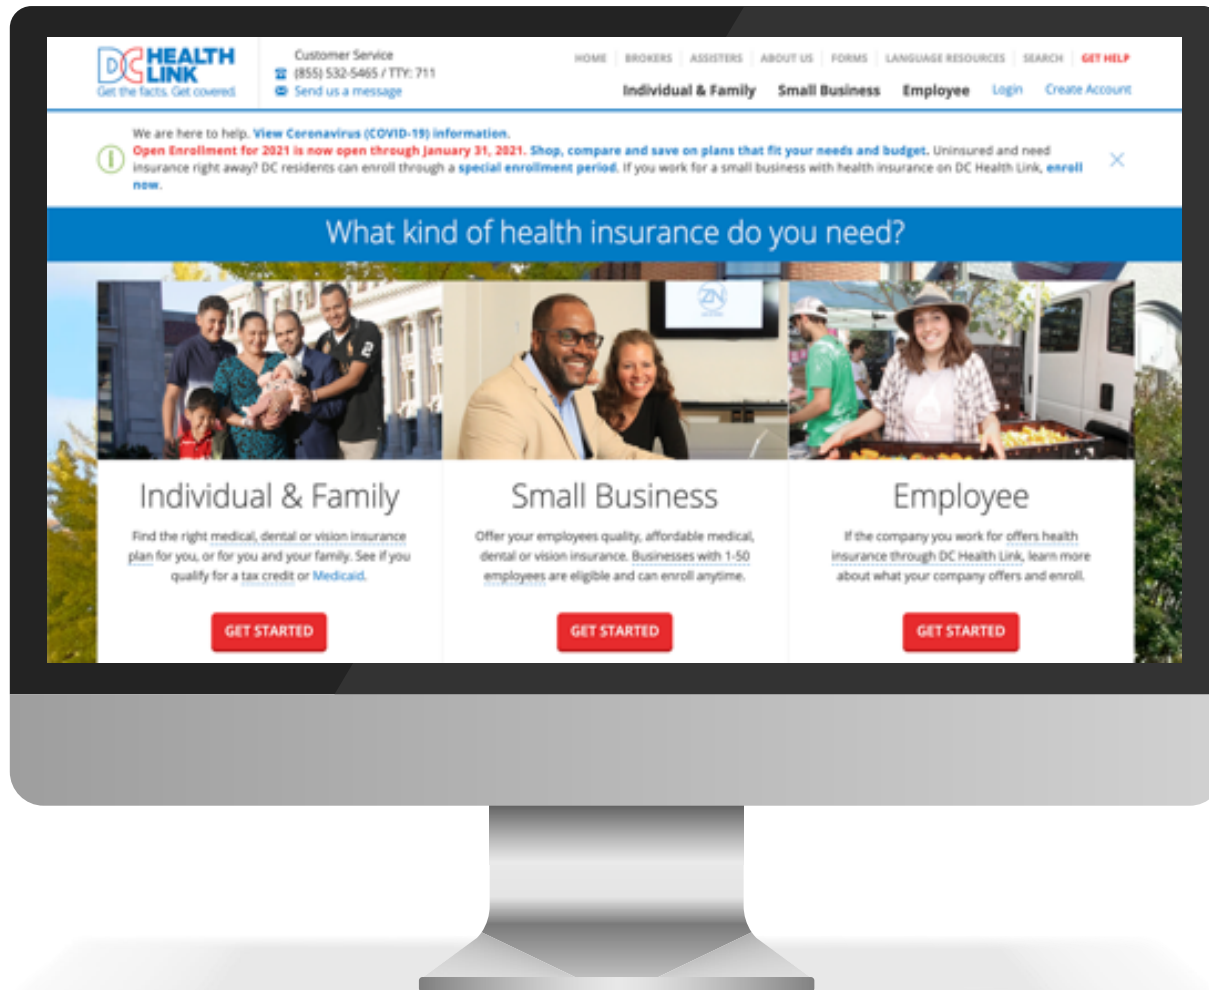 DC HEALTH LINK
Get the facts. Get covered.
Customer Service
(855) 532-5465 / TTY: 711
Send us a message
HOME BROKERS ASSISTERS ABOUT US FORMS LANGUAGE RESOURCES SEARCH GET HELP
Individual & Family Small Business Employee Login Create Account
We are here to help. View Coronavirus (COVID-19) information.
Open Enrollment for 2021 is now open through January 31, 2021. Shop, compare and save on plans that fit your needs and budget. Uninsured and need
insurance right away? DC residents can enroll through a special enrollment period. If you work for a small business with health insurance on DC Health Link, enroll
now.
What kind of health insurance do you need?
ZN
2
Individual & Family
Find the right medical, dental or vision insurance
plan for you, or for you and your family. See if you
qualify for a tax credit or Medicaid.
GET STARTED
Small Business
Offer your employees quality, affordable medical,
dental or vision insurance. Businesses with 1-50
employees are eligible and can enroll anytime.
GET STARTED
Employee
If the company you work for offers health
insurance through DC Health Link, learn more
about what your company offers and enroll.
GET STARTED